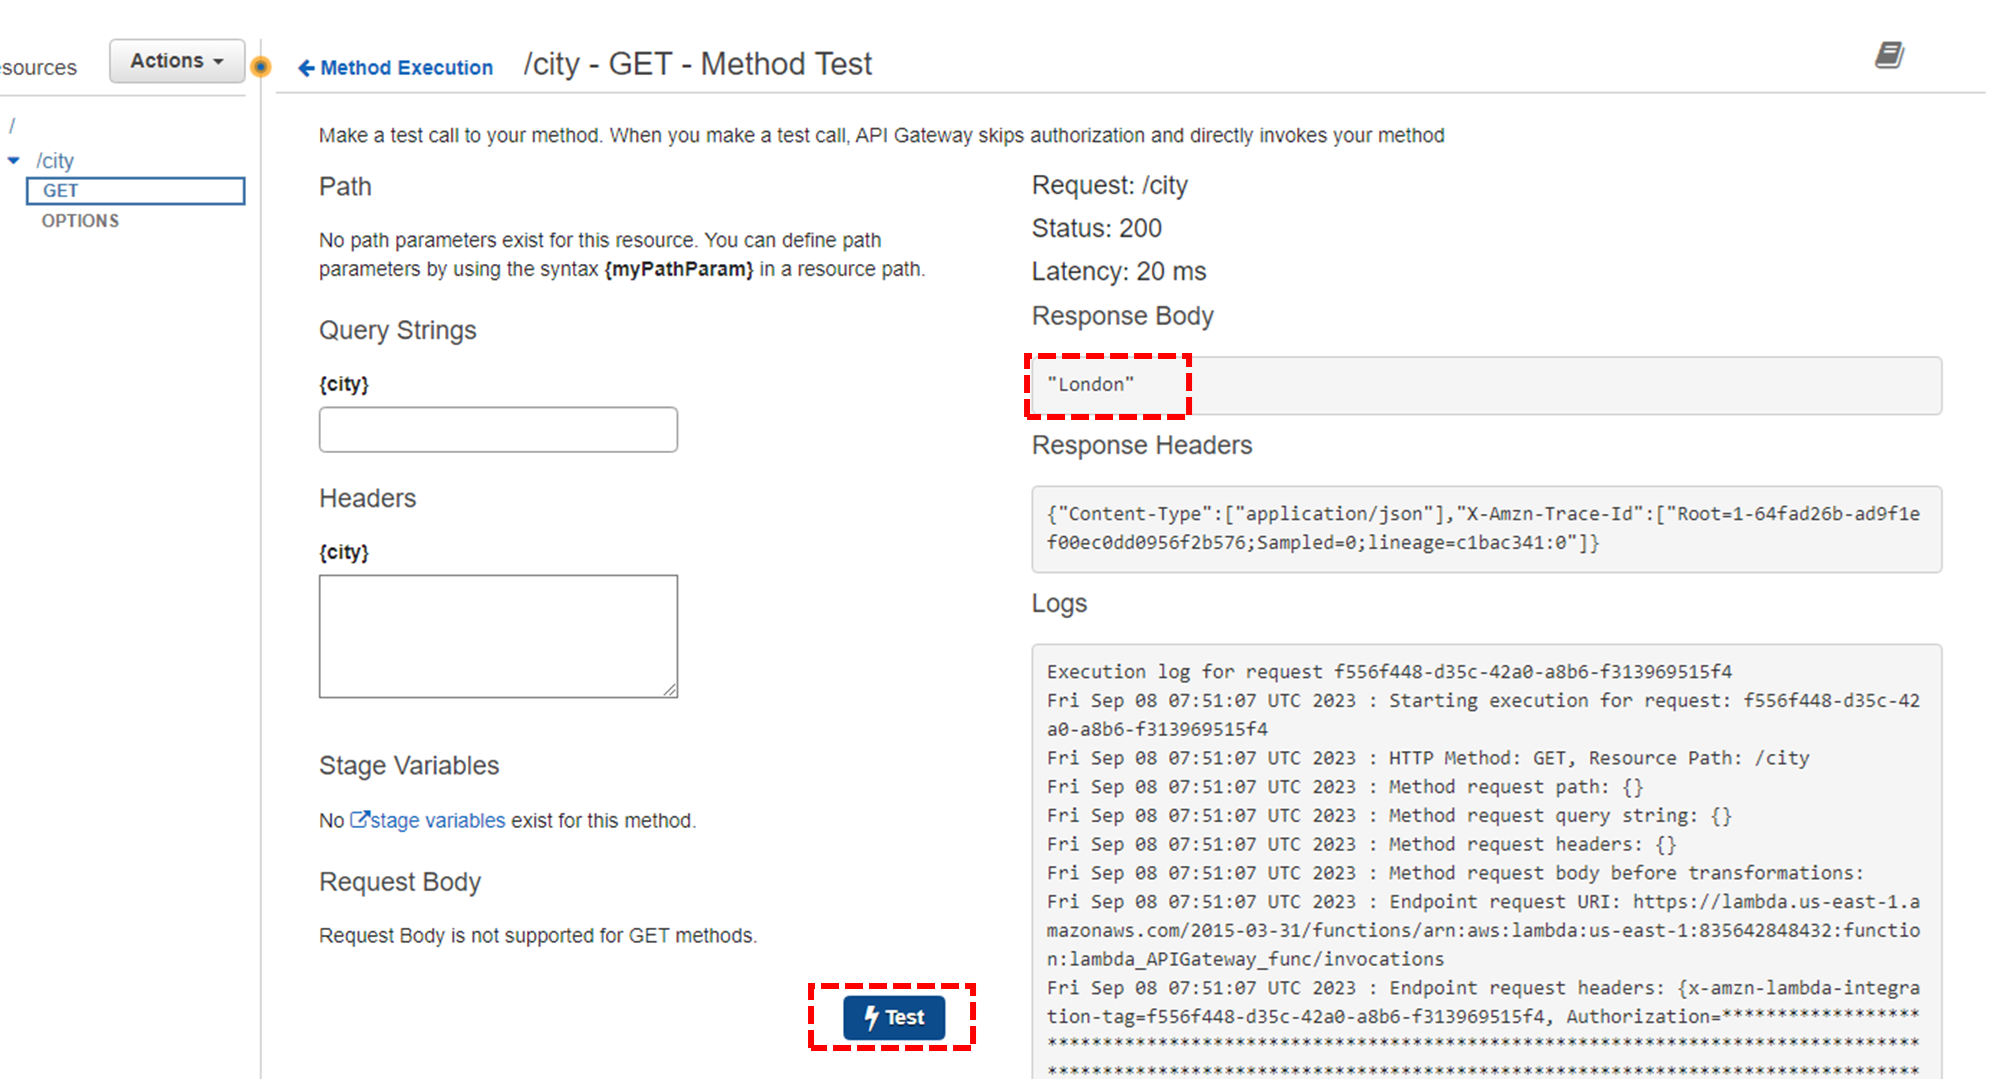 esources
Actions
Method Execution
/city - GET - Method Test
/
/city
GET
OPTIONS
Make a test call to your method. When you make a test call, API Gateway skips authorization and directly invokes your method
Path
No path parameters exist for this resource. You can define path
parameters by using the syntax {myPathParam} in a resource path.
Query Strings
{city}
Headers
{city}
Stage Variables
No stage variables exist for this method.
Request Body
Request Body is not supported for GET methods.
Test
Request: /city
Status: 200
Latency: 20 ms
Response Body
"London"
Response Headers
{"Content-Type":["application/json"],"X-Amzn-Trace-Id":["Root=1-64fad26b-ad9f1e
f00ec0dd0956f2b576;Sampled=0;lineage=c1bac341:0"]}
Logs
Execution log for request f556f448-d35c-42a0-a8b6-f313969515f4
Fri Sep 08 07:51:07 UTC 2023 : Starting execution for request: f556f448-d35c-42
a0-a8b6-f313969515f4
Fri Sep 08 07:51:07 UTC 2023 : HTTP Method: GET, Resource Path: /city
Fri Sep 08 07:51:07 UTC 2023 : Method request path: {}
Fri Sep 08 07:51:07 UTC 2023 : Method request query string: {}
Fri Sep 08 07:51:07 UTC 2023 : Method request headers: {}
Fri Sep 08 07:51:07 UTC 2023 : Method request body before transformations:
Fri Sep 08 07:51:07 UTC 2023 : Endpoint request URI: https://lambda.us-east-1.a
mazonaws.com/2015-03-31/functions/arn:aws:lambda:us-east-1:835642848432:functio
n:lambda_APIGateway_func/invocations
Fri Sep 08 07:51:07 UTC 2023 : Endpoint request headers: {x-amzn-lambda-integra
tion-tag=f556f448-d35c-42a0-a8b6-f313969515f4, Authorization=******************
*******************************************************************************
*******************************************************************************